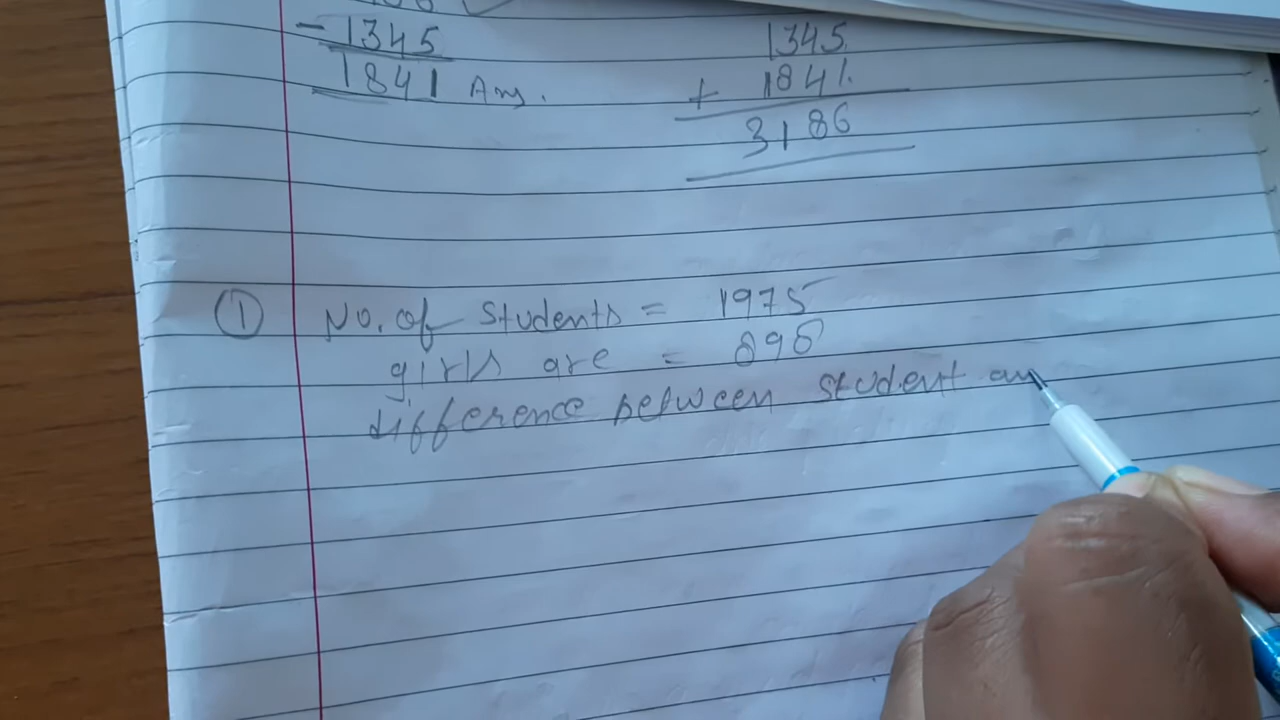 - 1345
1841 Ans.
1345
+ 1841.
3186
① No. of students = 1975
girls are = 898
difference between student an